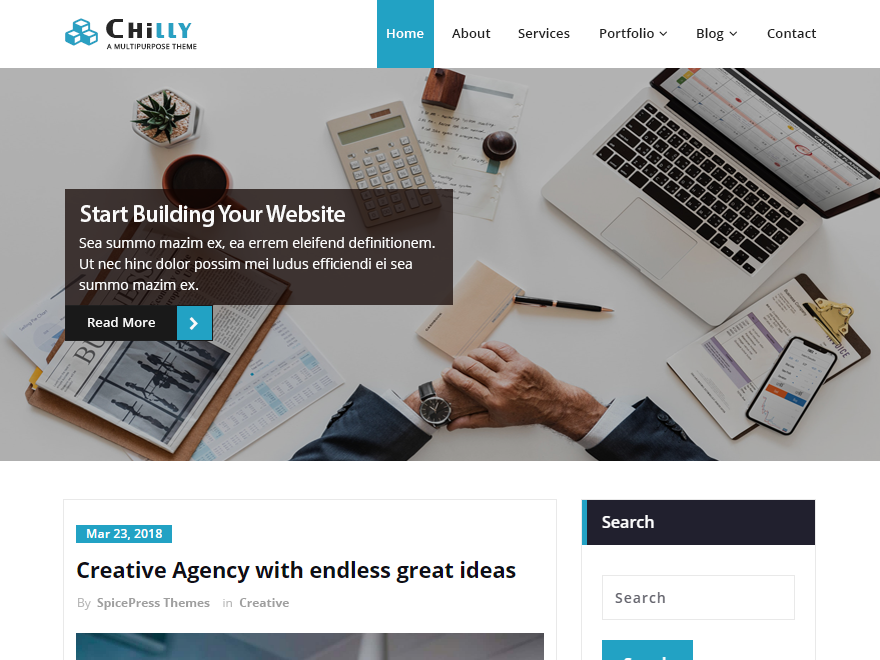 CHiLLY
A MULTIPURPOSE THEME
Home About Services Portfolio Blog Contact
Start Building Your Website
Sea summo mazim ex, ea errem eleifend definitionem.
Ut nec hinc dolor possim mei ludus efficiendi ei sea
summo mazim ex.
Read More
Mar 23, 2018
Creative Agency with endless great ideas
By SpicePress Themes in Creative
Search
Search